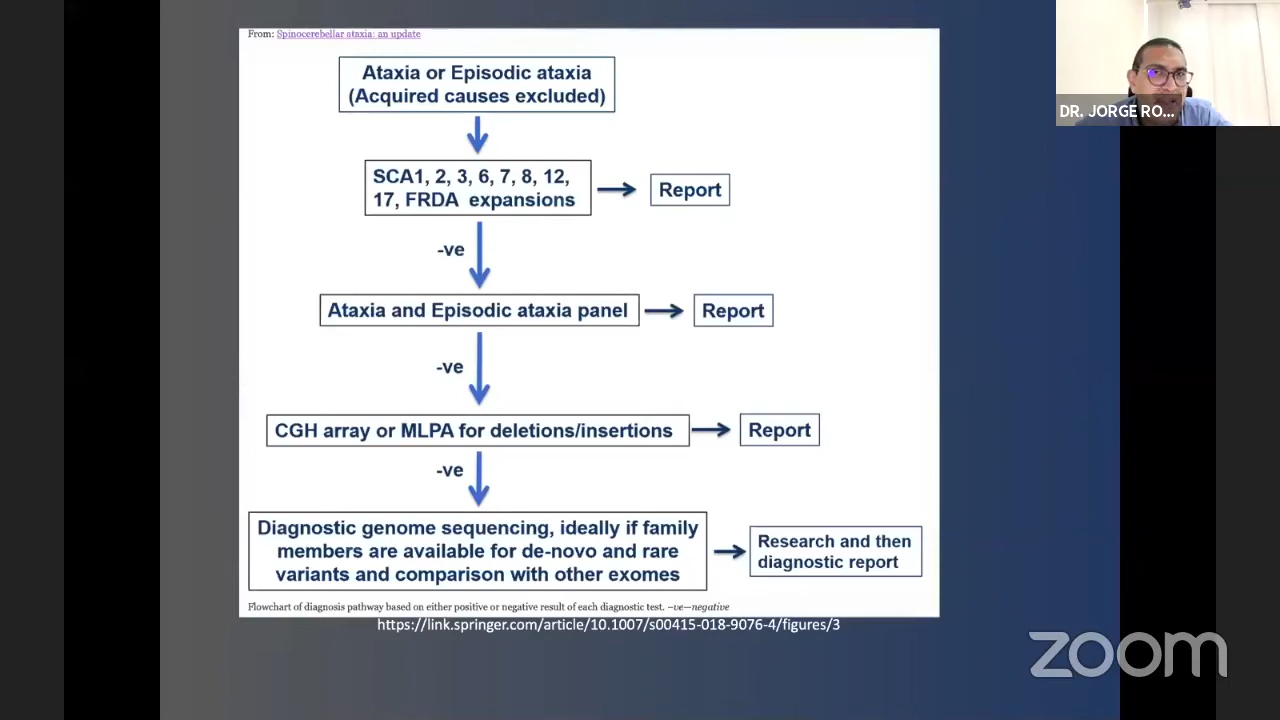 From: Spinocerebellar ataxia: an update
Ataxia or Episodic ataxia
(Acquired causes excluded)
SCA1, 2, 3, 6, 7, 8, 12,
17, FRDA expansions
Report
-ve
Ataxia and Episodic ataxia panel
Report
-ve
CGH array or MLPA for deletions/insertions
Report
-ve
Diagnostic genome sequencing, ideally if family
members are available for de-novo and rare
variants and comparison with other exomes
Research and then
diagnostic report
Flowchart of diagnosis pathway based on either positive or negative result of each diagnostic test. –ve—negative
https://link.springer.com/article/10.1007/s00415-018-9076-4/figures/3
DR. JORGE RO...
zoom